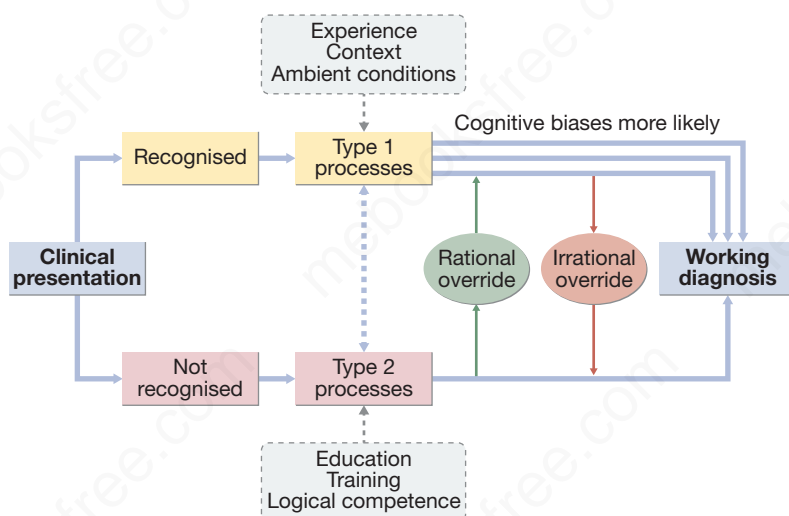 Experience
Context
Ambient conditions
Cognitive biases more likely
Recognised
Type 1
processes
Clinical
presentation
Rational
override
Irrational
override
Working
diagnosis
Not
recognised
Type 2
processes
Education
Training
Logical competence